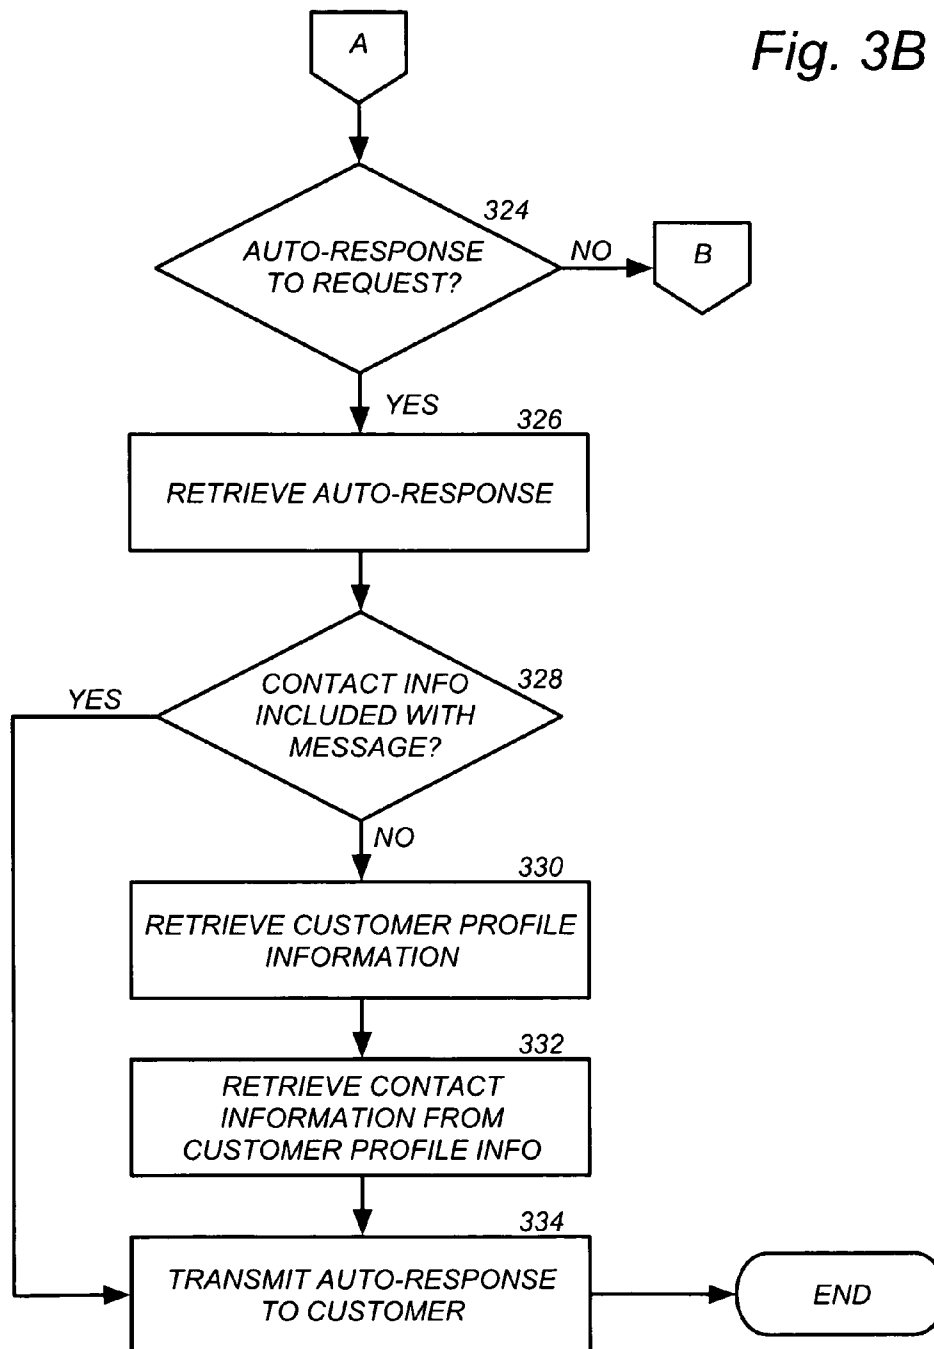 Fig. 3B
A
324
AUTO-RESPONSE
TO REQUEST?
NO
B
YES
326
RETRIEVE AUTO-RESPONSE
328
CONTACT INFO
INCLUDED WITH
MESSAGE?
YES
NO
330
RETRIEVE CUSTOMER PROFILE
INFORMATION
332
RETRIEVE CONTACT
INFORMATION FROM
CUSTOMER PROFILE INFO
334
TRANSMIT AUTO-RESPONSE
TO CUSTOMER
END